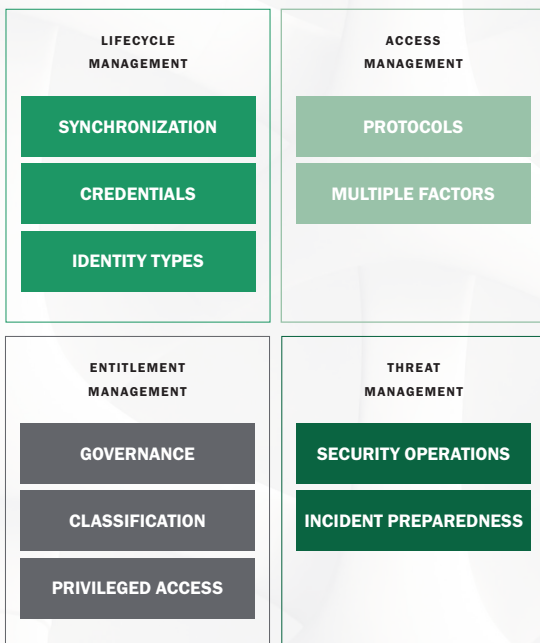 LIFECYCLE
MANAGEMENT
SYNCHRONIZATION
CREDENTIALS
IDENTITY TYPES
ACCESS
MANAGEMENT
PROTOCOLS
MULTIPLE FACTORS
ENTITLEMENT
MANAGEMENT
GOVERNANCE
CLASSIFICATION
PRIVILEGED ACCESS
THREAT
MANAGEMENT
SECURITY OPERATIONS
INCIDENT PREPAREDNESS